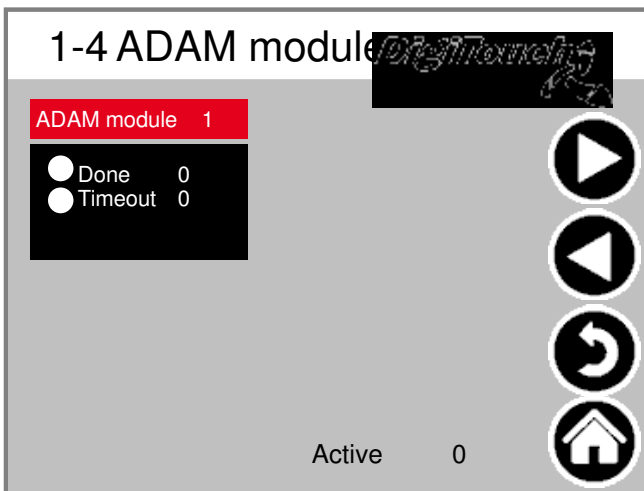 1-4 ADAM module
DigiTouch
ADAM module 1
Done 0
Timeout 0
Active 0